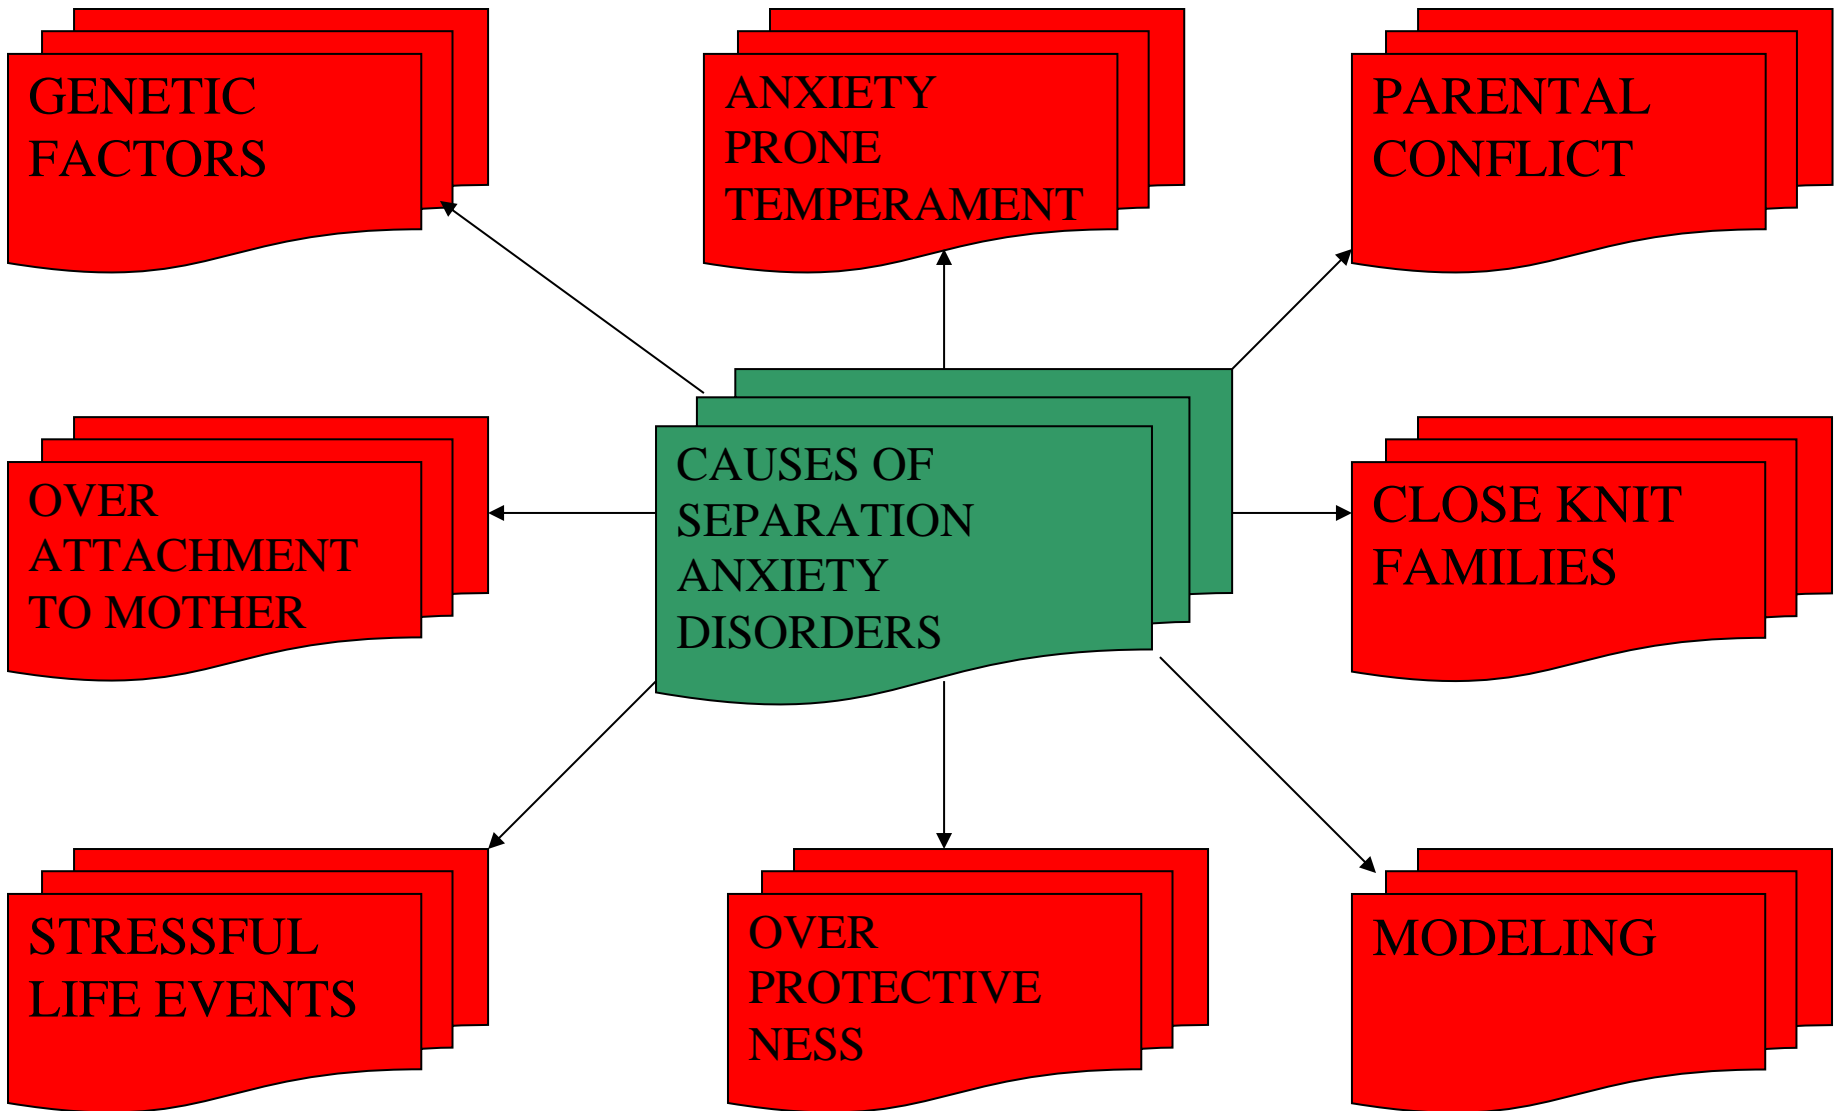 GENETIC
FACTORS
ANXIETY
PRONE
TEMPERAMENT
PARENTAL
CONFLICT
OVER
ATTACHMENT
TO MOTHER
CAUSES OF
SEPARATION
ANXIETY
DISORDERS
CLOSE KNIT
FAMILIES
STRESSFUL
LIFE EVENTS
OVER
PROTECTIVE
NESS
MODELING